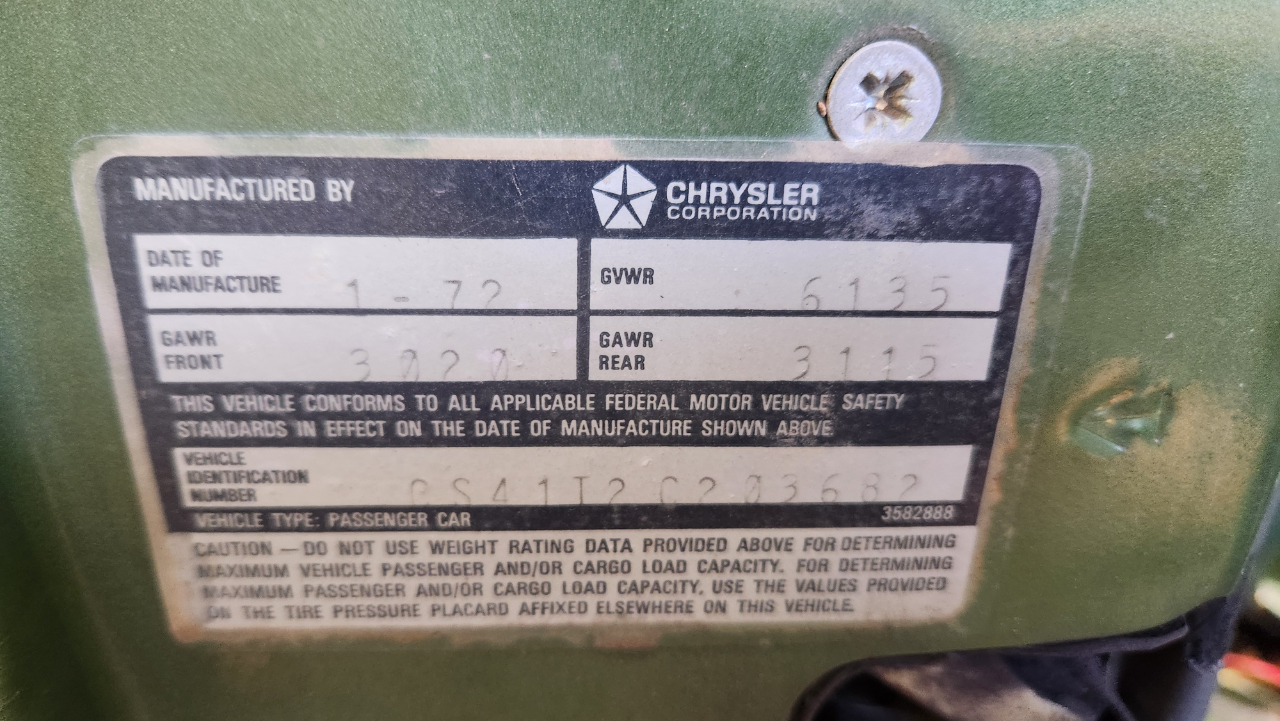 MANUFACTURED BY CHRYSLER CORPORATION
DATE OF MANUFACTURE 1-72 GVWR 6135
GAWR FRONT 3020 GAWR REAR 3115
THIS VEHICLE CONFORMS TO ALL APPLICABLE FEDERAL MOTOR VEHICLE SAFETY
STANDARDS IN EFFECT ON THE DATE OF MANUFACTURE SHOWN ABOVE
VEHICLE IDENTIFICATION NUMBER CS41T2C203682
VEHICLE TYPE: PASSENGER CAR 3582888
CAUTION — DO NOT USE WEIGHT RATING DATA PROVIDED ABOVE FOR DETERMINING
MAXIMUM VEHICLE PASSENGER AND/OR CARGO LOAD CAPACITY. FOR DETERMINING
MAXIMUM PASSENGER AND/OR CARGO LOAD CAPACITY, USE THE VALUES PROVIDED
ON THE TIRE PRESSURE PLACARD AFFIXED ELSEWHERE ON THIS VEHICLE.